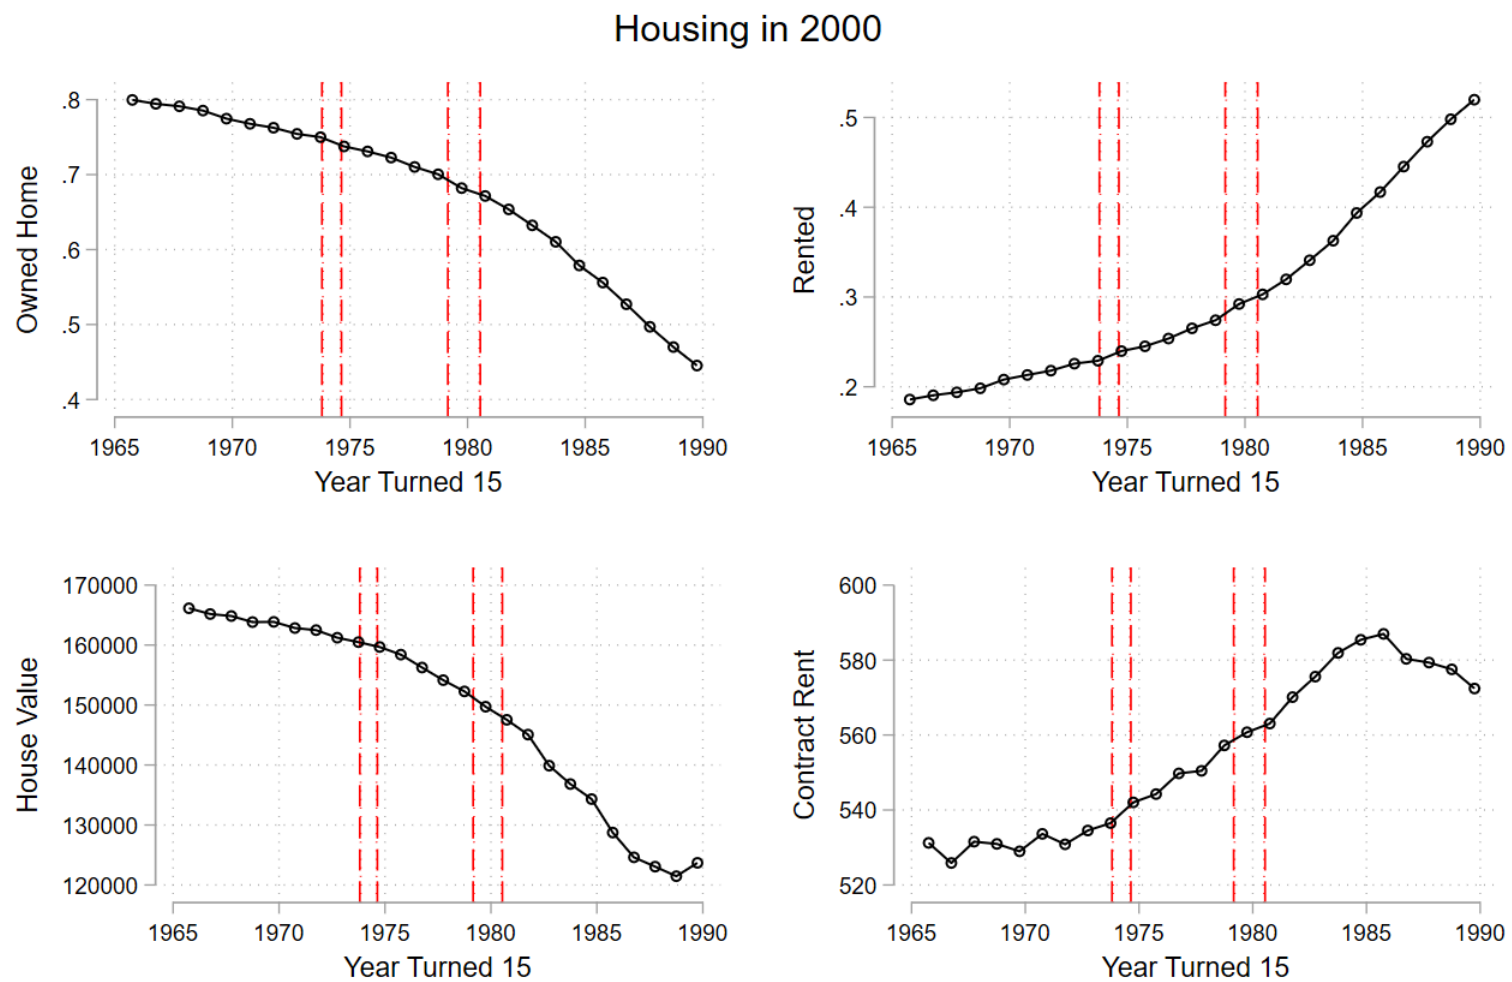 Housing in 2000
Owned Home
.8
.7
.6
.5
.4
1965 1970 1975 1980 1985 1990
Year Turned 15
Rented
.5
.4
.3
.2
1965 1970 1975 1980 1985 1990
Year Turned 15
House Value
170000
160000
150000
140000
130000
120000
1965 1970 1975 1980 1985 1990
Year Turned 15
Contract Rent
600
580
560
540
520
1965 1970 1975 1980 1985 1990
Year Turned 15